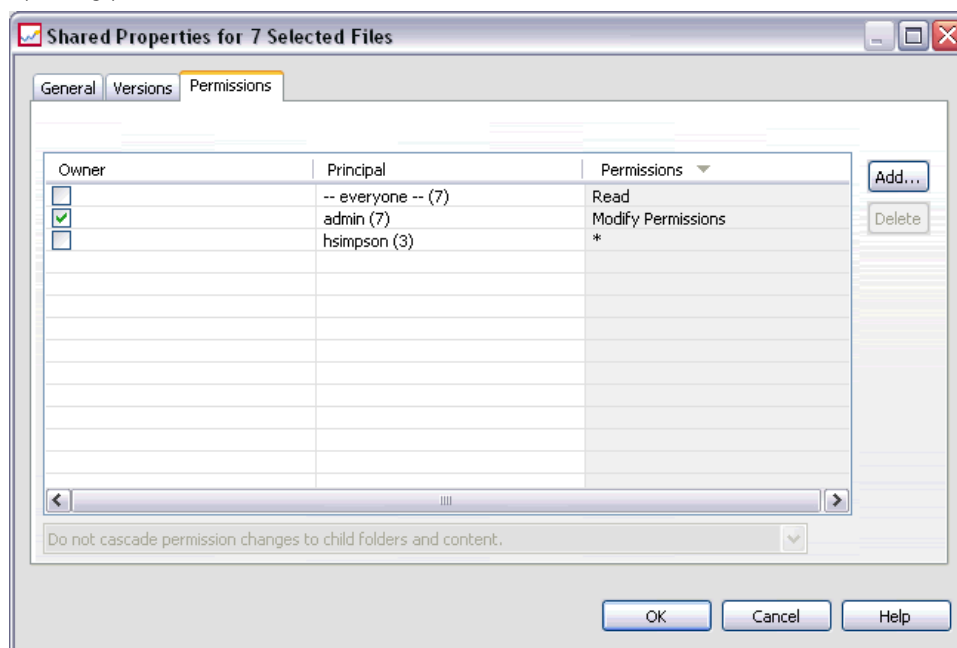 Shared Properties for 7 Selected Files
General Versions Permissions
Owner Principal Permissions
-- everyone -- (7) Read
admin (7) Modify Permissions
hsimpson (3) *
Add...
Delete
Do not cascade permission changes to child folders and content.
OK Cancel Help